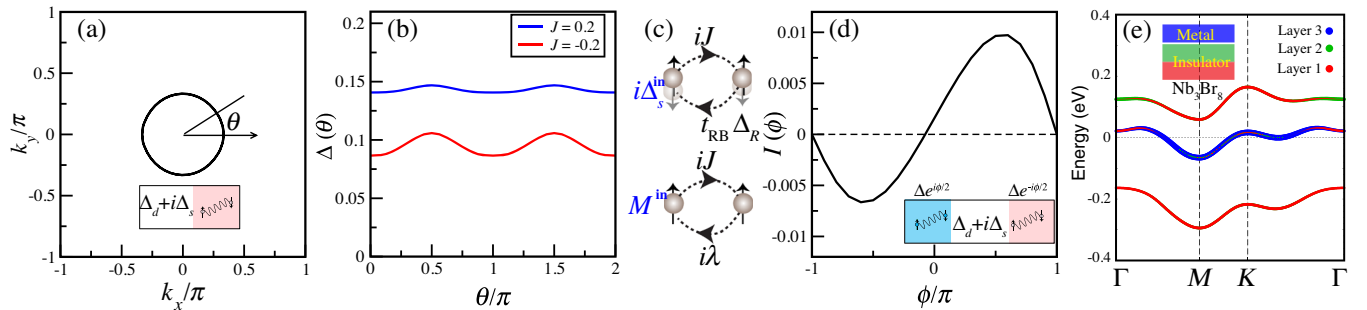 (a)
1
0.5
0
-0.5
-1
-1
-0.5
0
0.5
1
k_y/π
k_x/π
θ
Δ_d+iΔ_s
(b)
J = 0.2
J = -0.2
0.2
0.15
0.1
0.05
0
0
0.5
1
1.5
2
Δ (θ)
θ/π
(c)
iJ
iΔ_s^in
t_RB Δ_R
iJ
M^in
iλ
(d)
0.01
0.005
0
-0.005
-0.01
-1
0
1
I (ϕ)
ϕ/π
Δe^{iϕ/2}
Δe^{-iϕ/2}
Δ_d+iΔ_s
(e)
Metal
Insulator
Nb_3Br_8
Layer 3
Layer 2
Layer 1
0.4
0.2
0
-0.2
-0.4
Energy (eV)
Γ
M
K
Γ